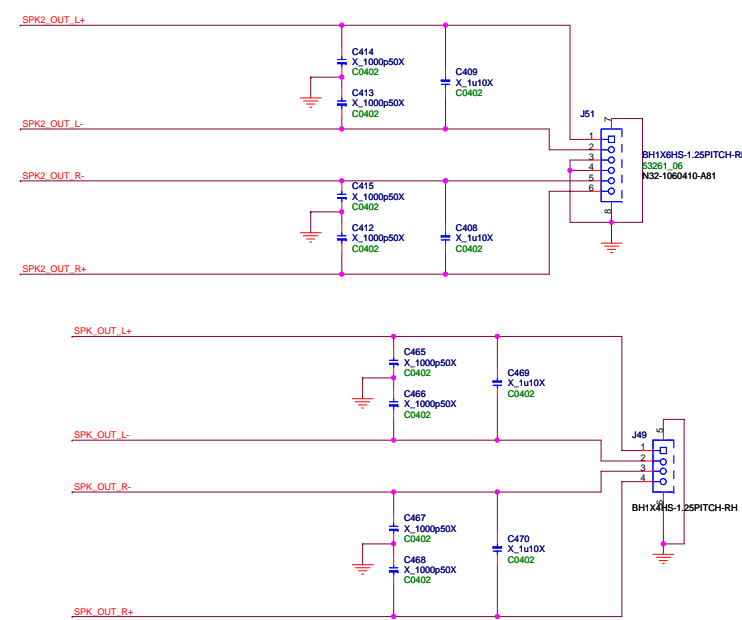 SPK2_OUT_L+
C414
X_1000p50X
C0402
C409
X_1u10X
C0402
C413
X_1000p50X
C0402
SPK2_OUT_L-
J51
7
1
2
3
4
5
6
8
BH1X6HS-1.25PITCH-R
53261_06
N32-1060410-A81
SPK2_OUT_R-
C415
X_1000p50X
C0402
C412
X_1000p50X
C0402
C408
X_1u10X
C0402
SPK2_OUT_R+
SPK_OUT_L+
C465
X_1000p50X
C0402
C469
X_1u10X
C0402
C466
X_1000p50X
C0402
SPK_OUT_L-
J49
5
1
2
3
4
6
BH1X4HS-1.25PITCH-RH
SPK_OUT_R-
C467
X_1000p50X
C0402
C470
X_1u10X
C0402
C468
X_1000p50X
C0402
SPK_OUT_R+